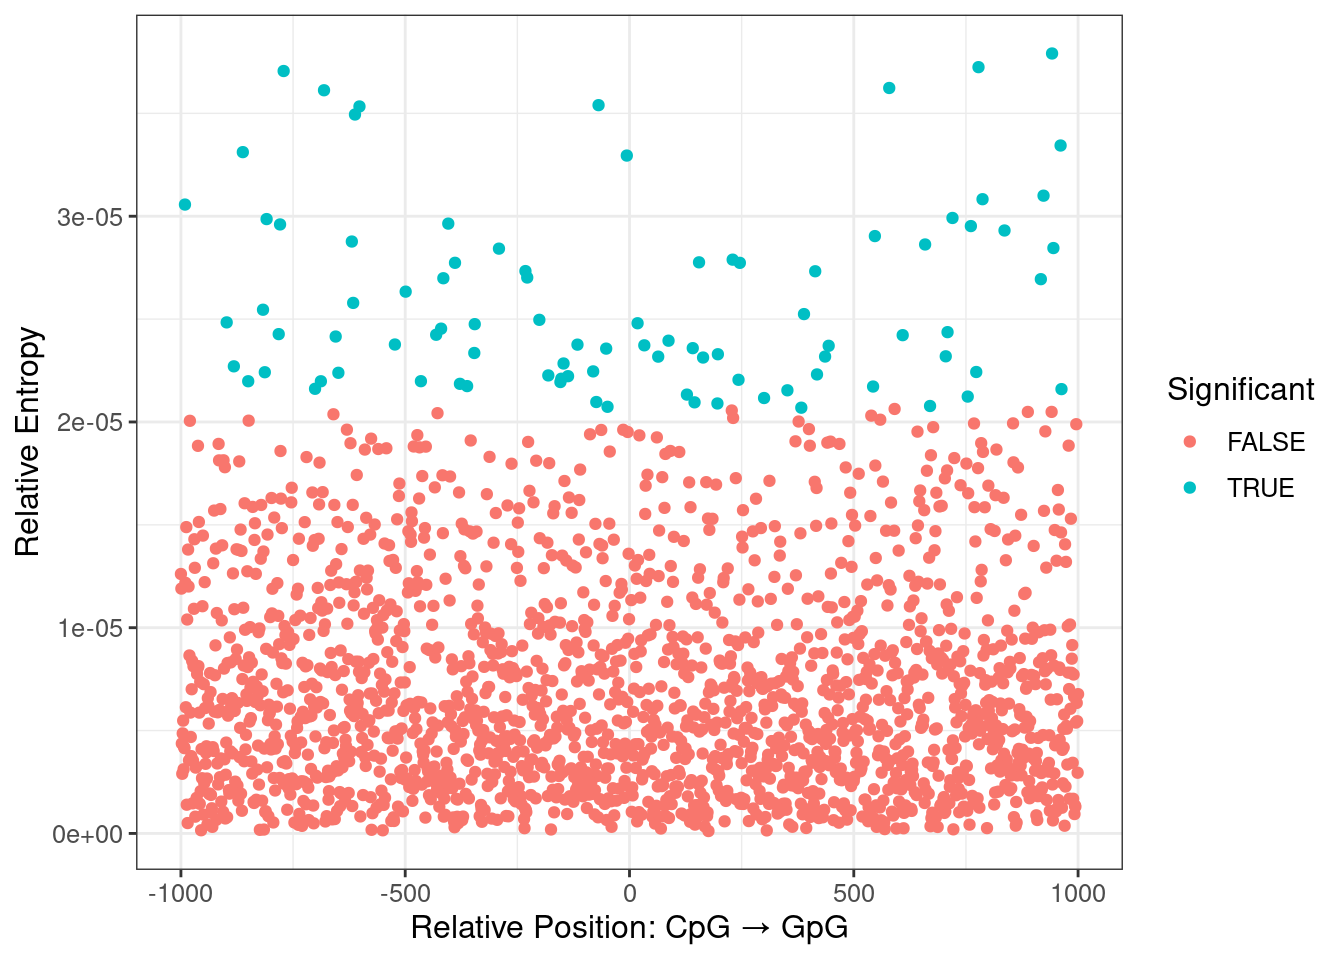 Relative Entropy
3e-05
2e-05
1e-05
0e+00
-1000
-500
0
500
1000
Relative Position: CpG → GpG
Significant
FALSE
TRUE